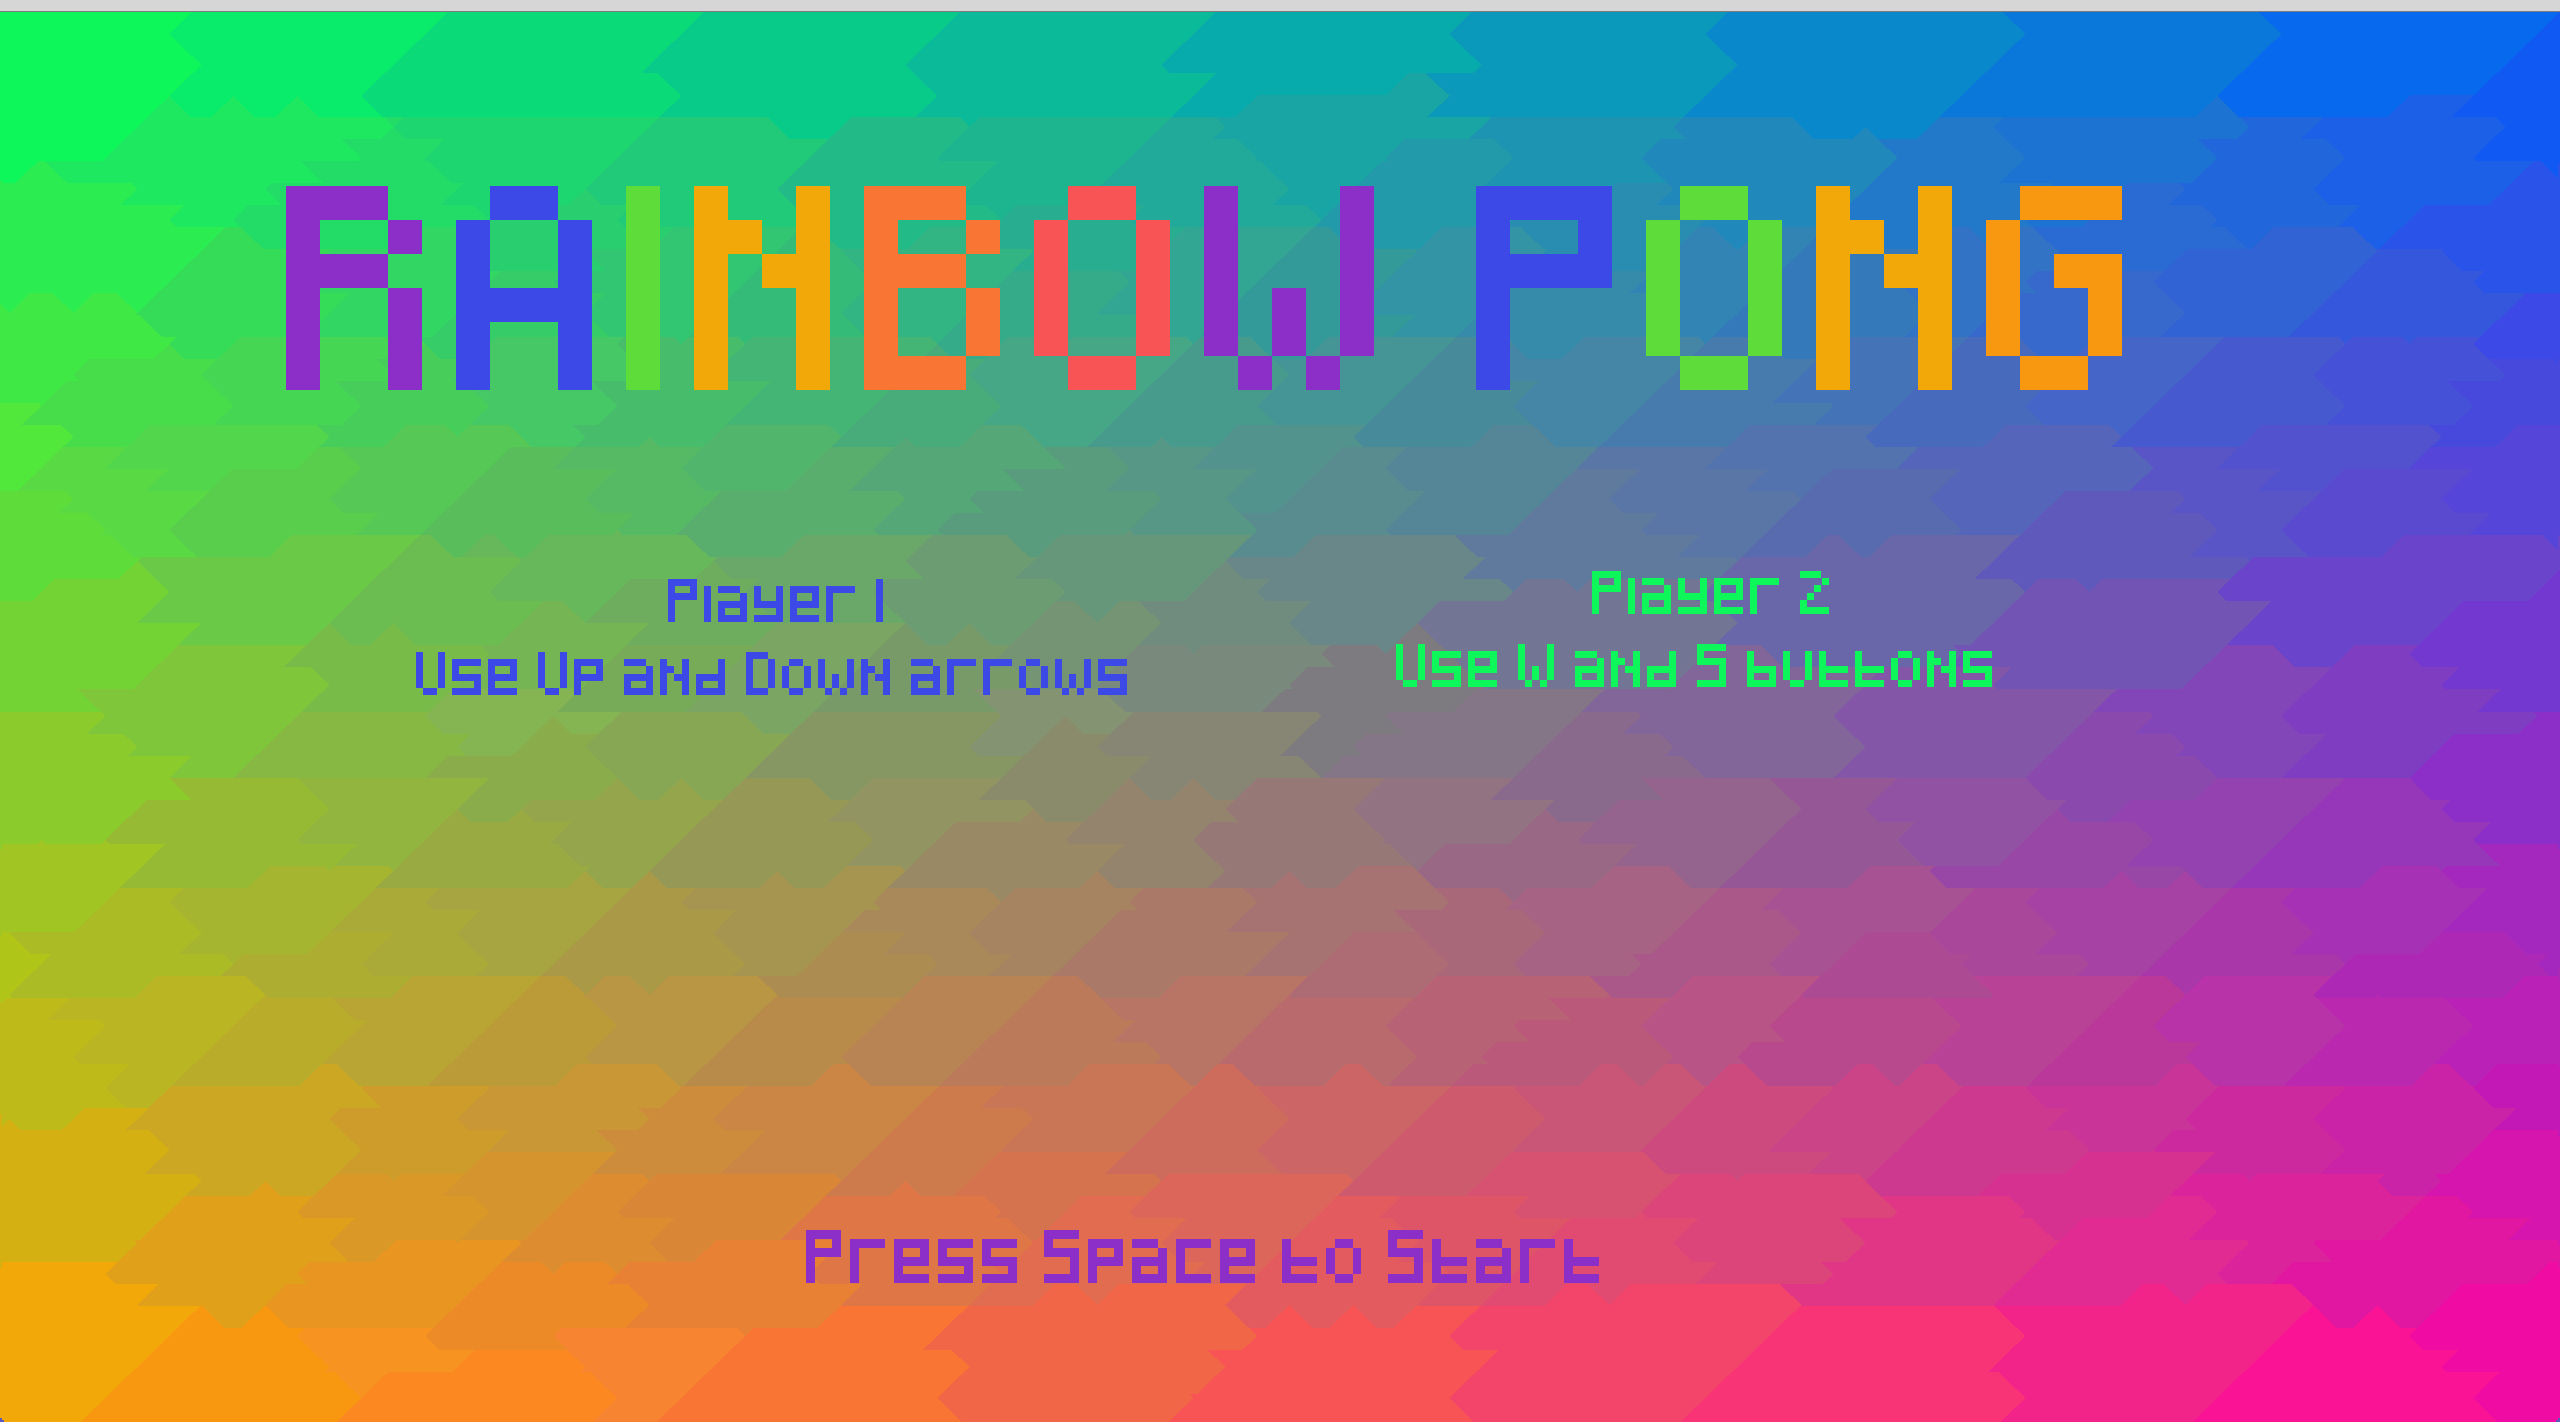 RAINBOW PONG
Player 1
Use Up and Down arrows
Player 2
Use W and S buttons
Press Space to Start